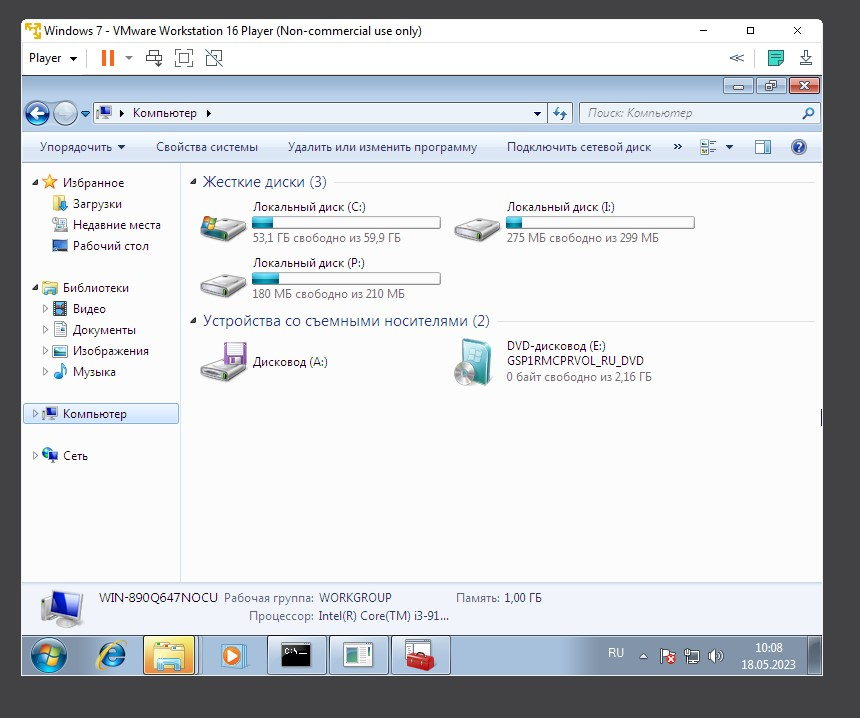 Windows 7 - VMware Workstation 16 Player (Non-commercial use only)
Player
Компьютер
Поиск: Компьютер
Упорядочить Свойства системы Удалить или изменить программу Подключить сетевой диск »
Избранное
Загрузки
Недавние места
Рабочий стол
Библиотеки
Видео
Документы
Изображения
Музыка
Компьютер
Сеть
Жесткие диски (3)
Локальный диск (C:)
53,1 ГБ свободно из 59,9 ГБ
Локальный диск (I:)
275 МБ свободно из 299 МБ
Локальный диск (P:)
180 МБ свободно из 210 МБ
Устройства со съемными носителями (2)
Дисковод (A:)
DVD-дисковод (E:)
GSP1RMCPRVOL_RU_DVD
0 байт свободно из 2,16 ГБ
WIN-890Q647NOCU Рабочая группа: WORKGROUP Память: 1,00 ГБ
Процессор: Intel(R) Core(TM) i3-91...
C:\_
RU
10:08
18.05.2023